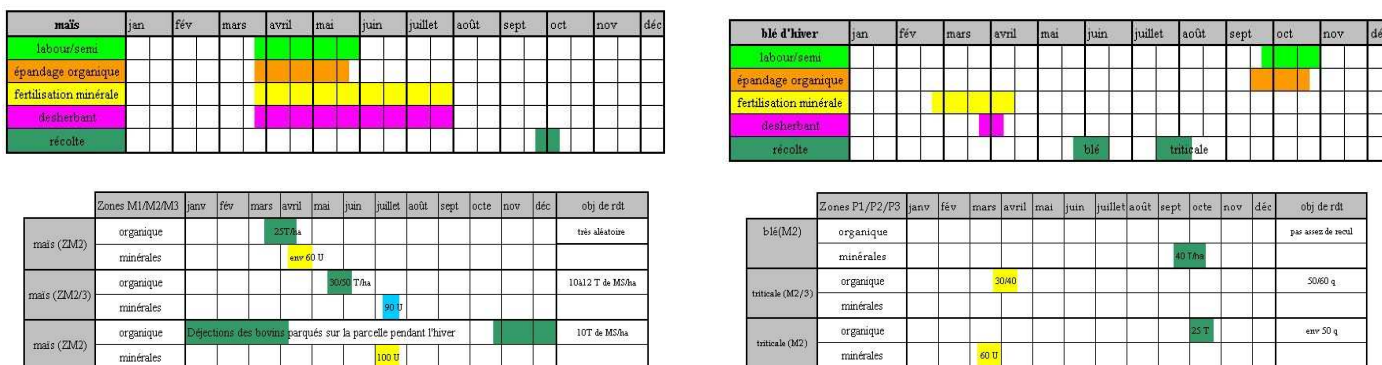 maïs jan fév mars avril mai juin juillet août sept oct nov déc
labour/semi
épandage organique
fertilisation minérale
desherbant
récolte
blé d'hiver jan fév mars avril mai juin juillet août sept oct nov dé
labour/semi
épandage organique
fertilisation minérale
desherbant
récolte blé triticale
Zones M1/M2/M3 janv fév mars avril mai juin juillet août sept octe nov déc obj de rdt
maïs (ZM2) organique 25T/ha très aléatoire
minérales env 60 U
maïs (ZM2/3) organique 30/50 T/ha 10à12 T de MS/ha
minérales 90 U
maïs (ZM2) organique Déjections des bovins parqués sur la parcelle pendant l'hiver 10T de MS/ha
minérales 100 U
Zones P1/P2/P3 janv fév mars avril mai juin juillet août sept octe nov déc obj de rdt
blé(M2) organique pas assez de recul
minérales 40 T/ha
triticale (M2/3) organique 30/40 50/60 q
minérales
triticale (M2) organique 25 T env 50 q
minérales 60 U